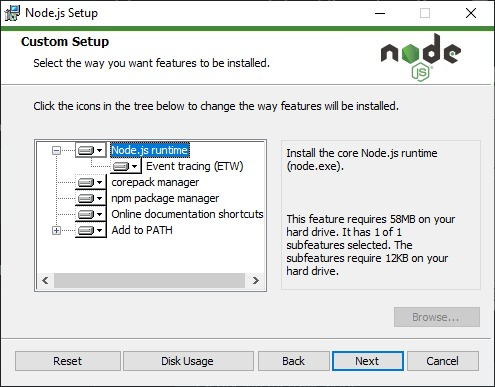 Node.js Setup
Custom Setup
Select the way you want features to be installed.
node
JS
Click the icons in the tree below to change the way features will be installed.
Node.js runtime
Event tracing (ETW)
corepack manager
npm package manager
Online documentation shortcuts
Add to PATH
Install the core Node.js runtime
(node.exe).
This feature requires 58MB on your
hard drive. It has 1 of 1
subfeatures selected. The
subfeatures require 12KB on your
hard drive.
Browse...
Reset
Disk Usage
Back
Next
Cancel